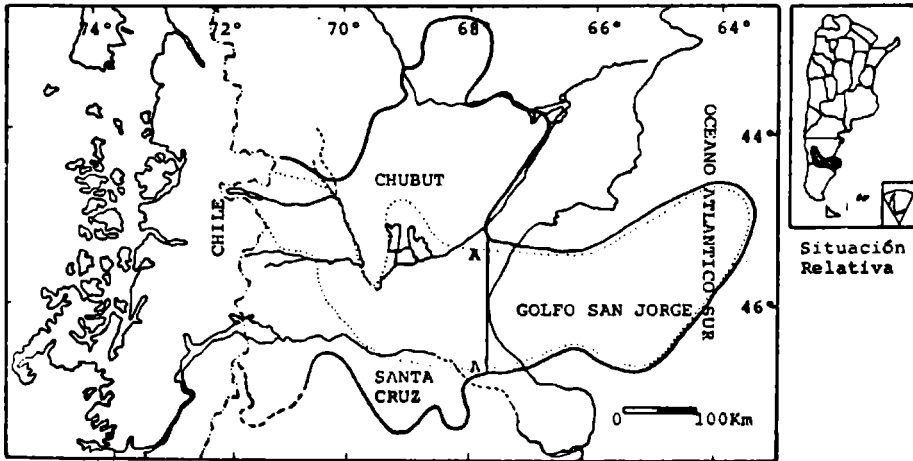 74° 72° 70° 68 66° 64°
OCEANO ATLANTICO SUR
44°
CHUBUT
CHILE
A
GOLFO SAN JORGE
46°
A
SANTA
CRUZ
0 100Km
Situación
Relativa